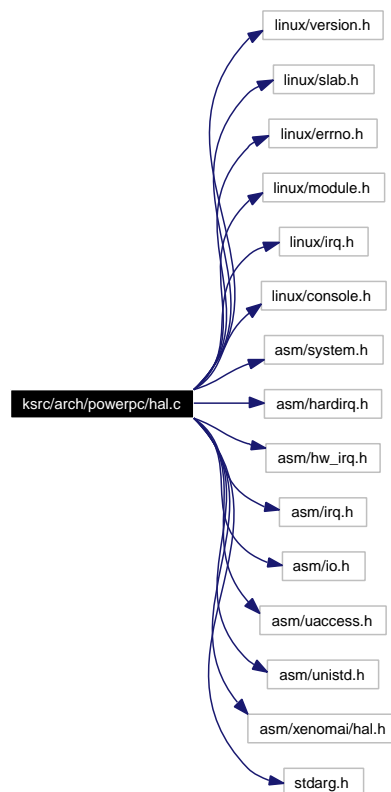 linux/version.h
linux/slab.h
linux/errno.h
linux/module.h
linux/irq.h
linux/console.h
asm/system.h
ksrc/arch/powerpc/hal.c
asm/hardirq.h
asm/hw_irq.h
asm/irq.h
asm/io.h
asm/uaccess.h
asm/unistd.h
asm/xenomai/hal.h
stdarg.h